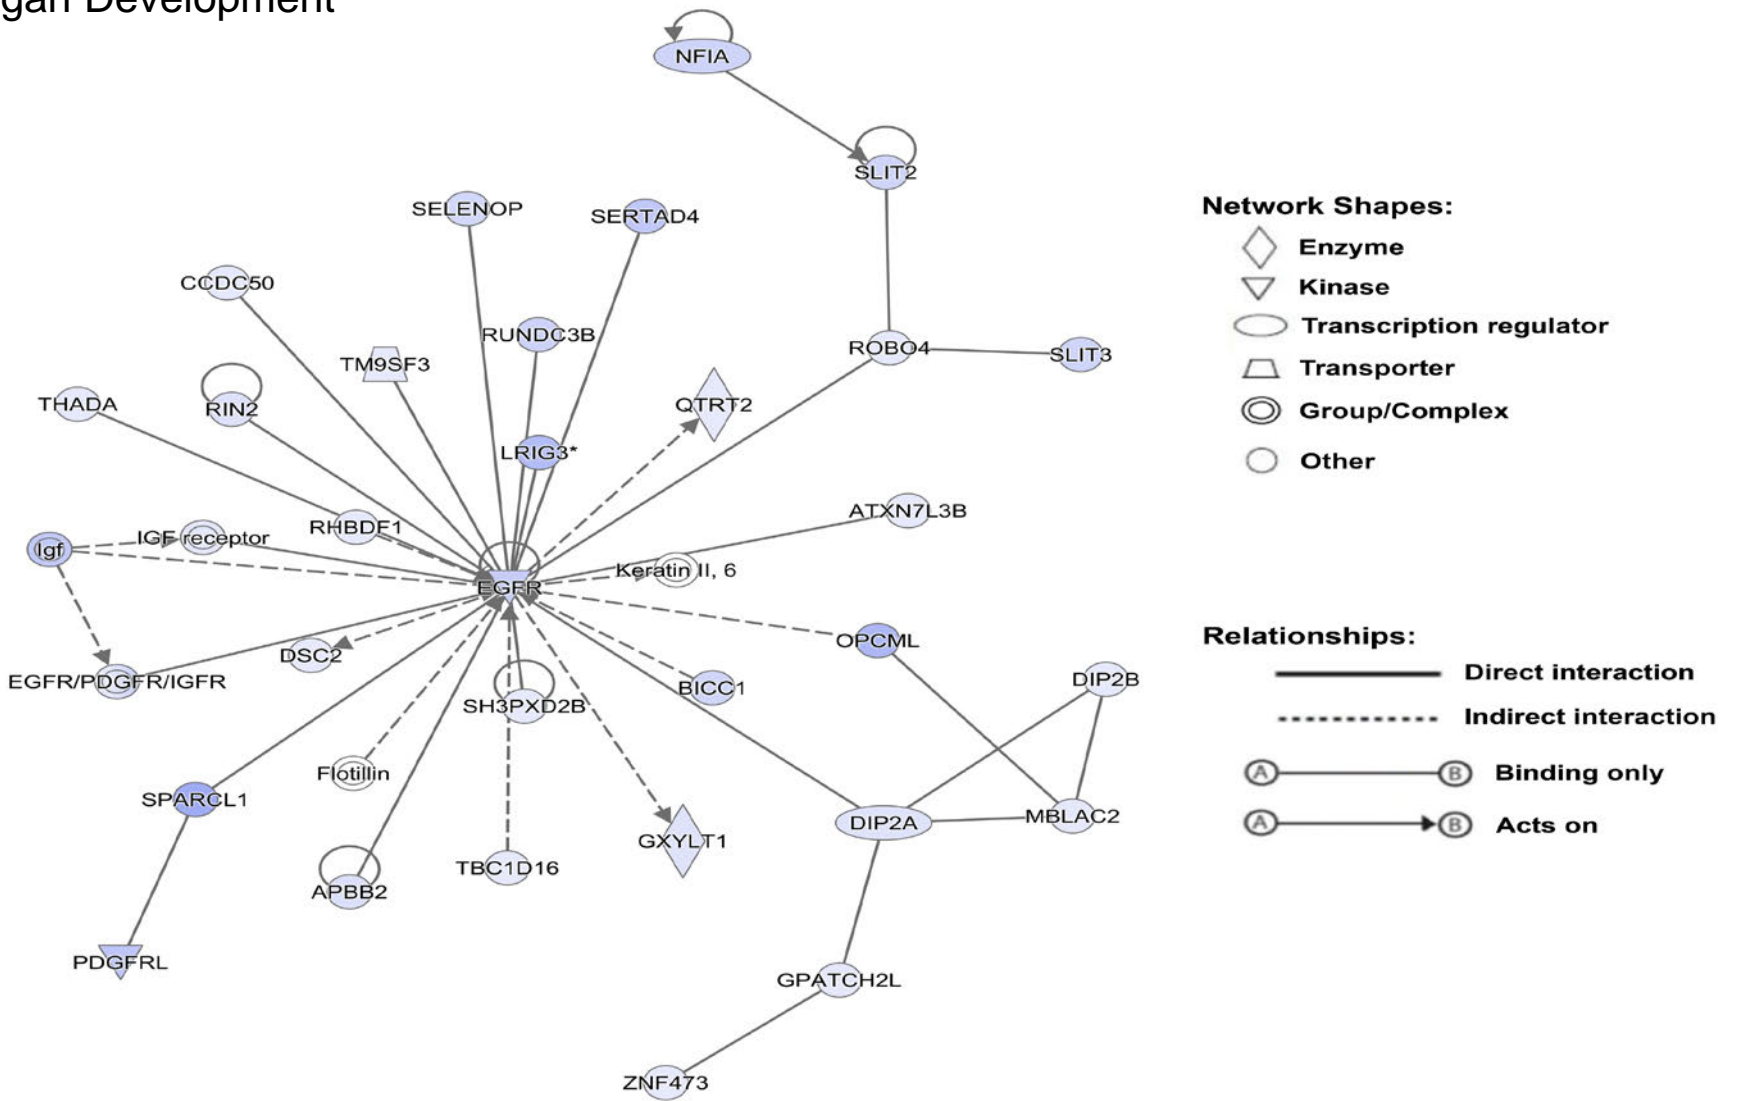 gan Development
NFIA
SLIT2
SELENOP
SERTAD4
CCDC50
RUNDC3B
ROBO4
SLIT3
TM9SF3
THADA
RIN2
QTRT2
LRIG3*
ATXN7L3B
RHBDF1
Igf
IGF receptor
Keratin II, 6
EGFR
OPCML
DSC2
EGFR/PDGFR/IGFR
BICC1
DIP2B
SH3PXD2B
Flotillin
SPARCL1
DIP2A
MBLAC2
GXYLT1
TBC1D16
APBB2
PDGFRL
GPATCH2L
ZNF473
Network Shapes:
Enzyme
Kinase
Transcription regulator
Transporter
Group/Complex
Other
Relationships:
Direct interaction
Indirect interaction
A B Binding only
A B Acts on